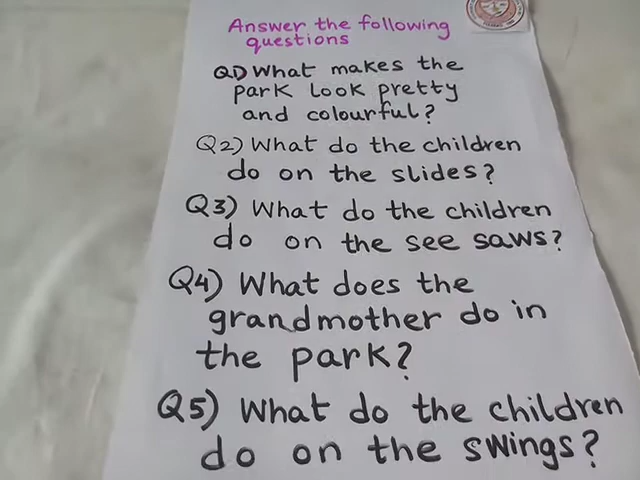 Answer the following
questions
Q1) What makes the
park look pretty
and colourful?
Q2) What do the children
do on the slides?
Q3) What do the children
do on the see saws?
Q4) What does the
grandmother do in
the park?
Q5) What do the children
do on the swings?